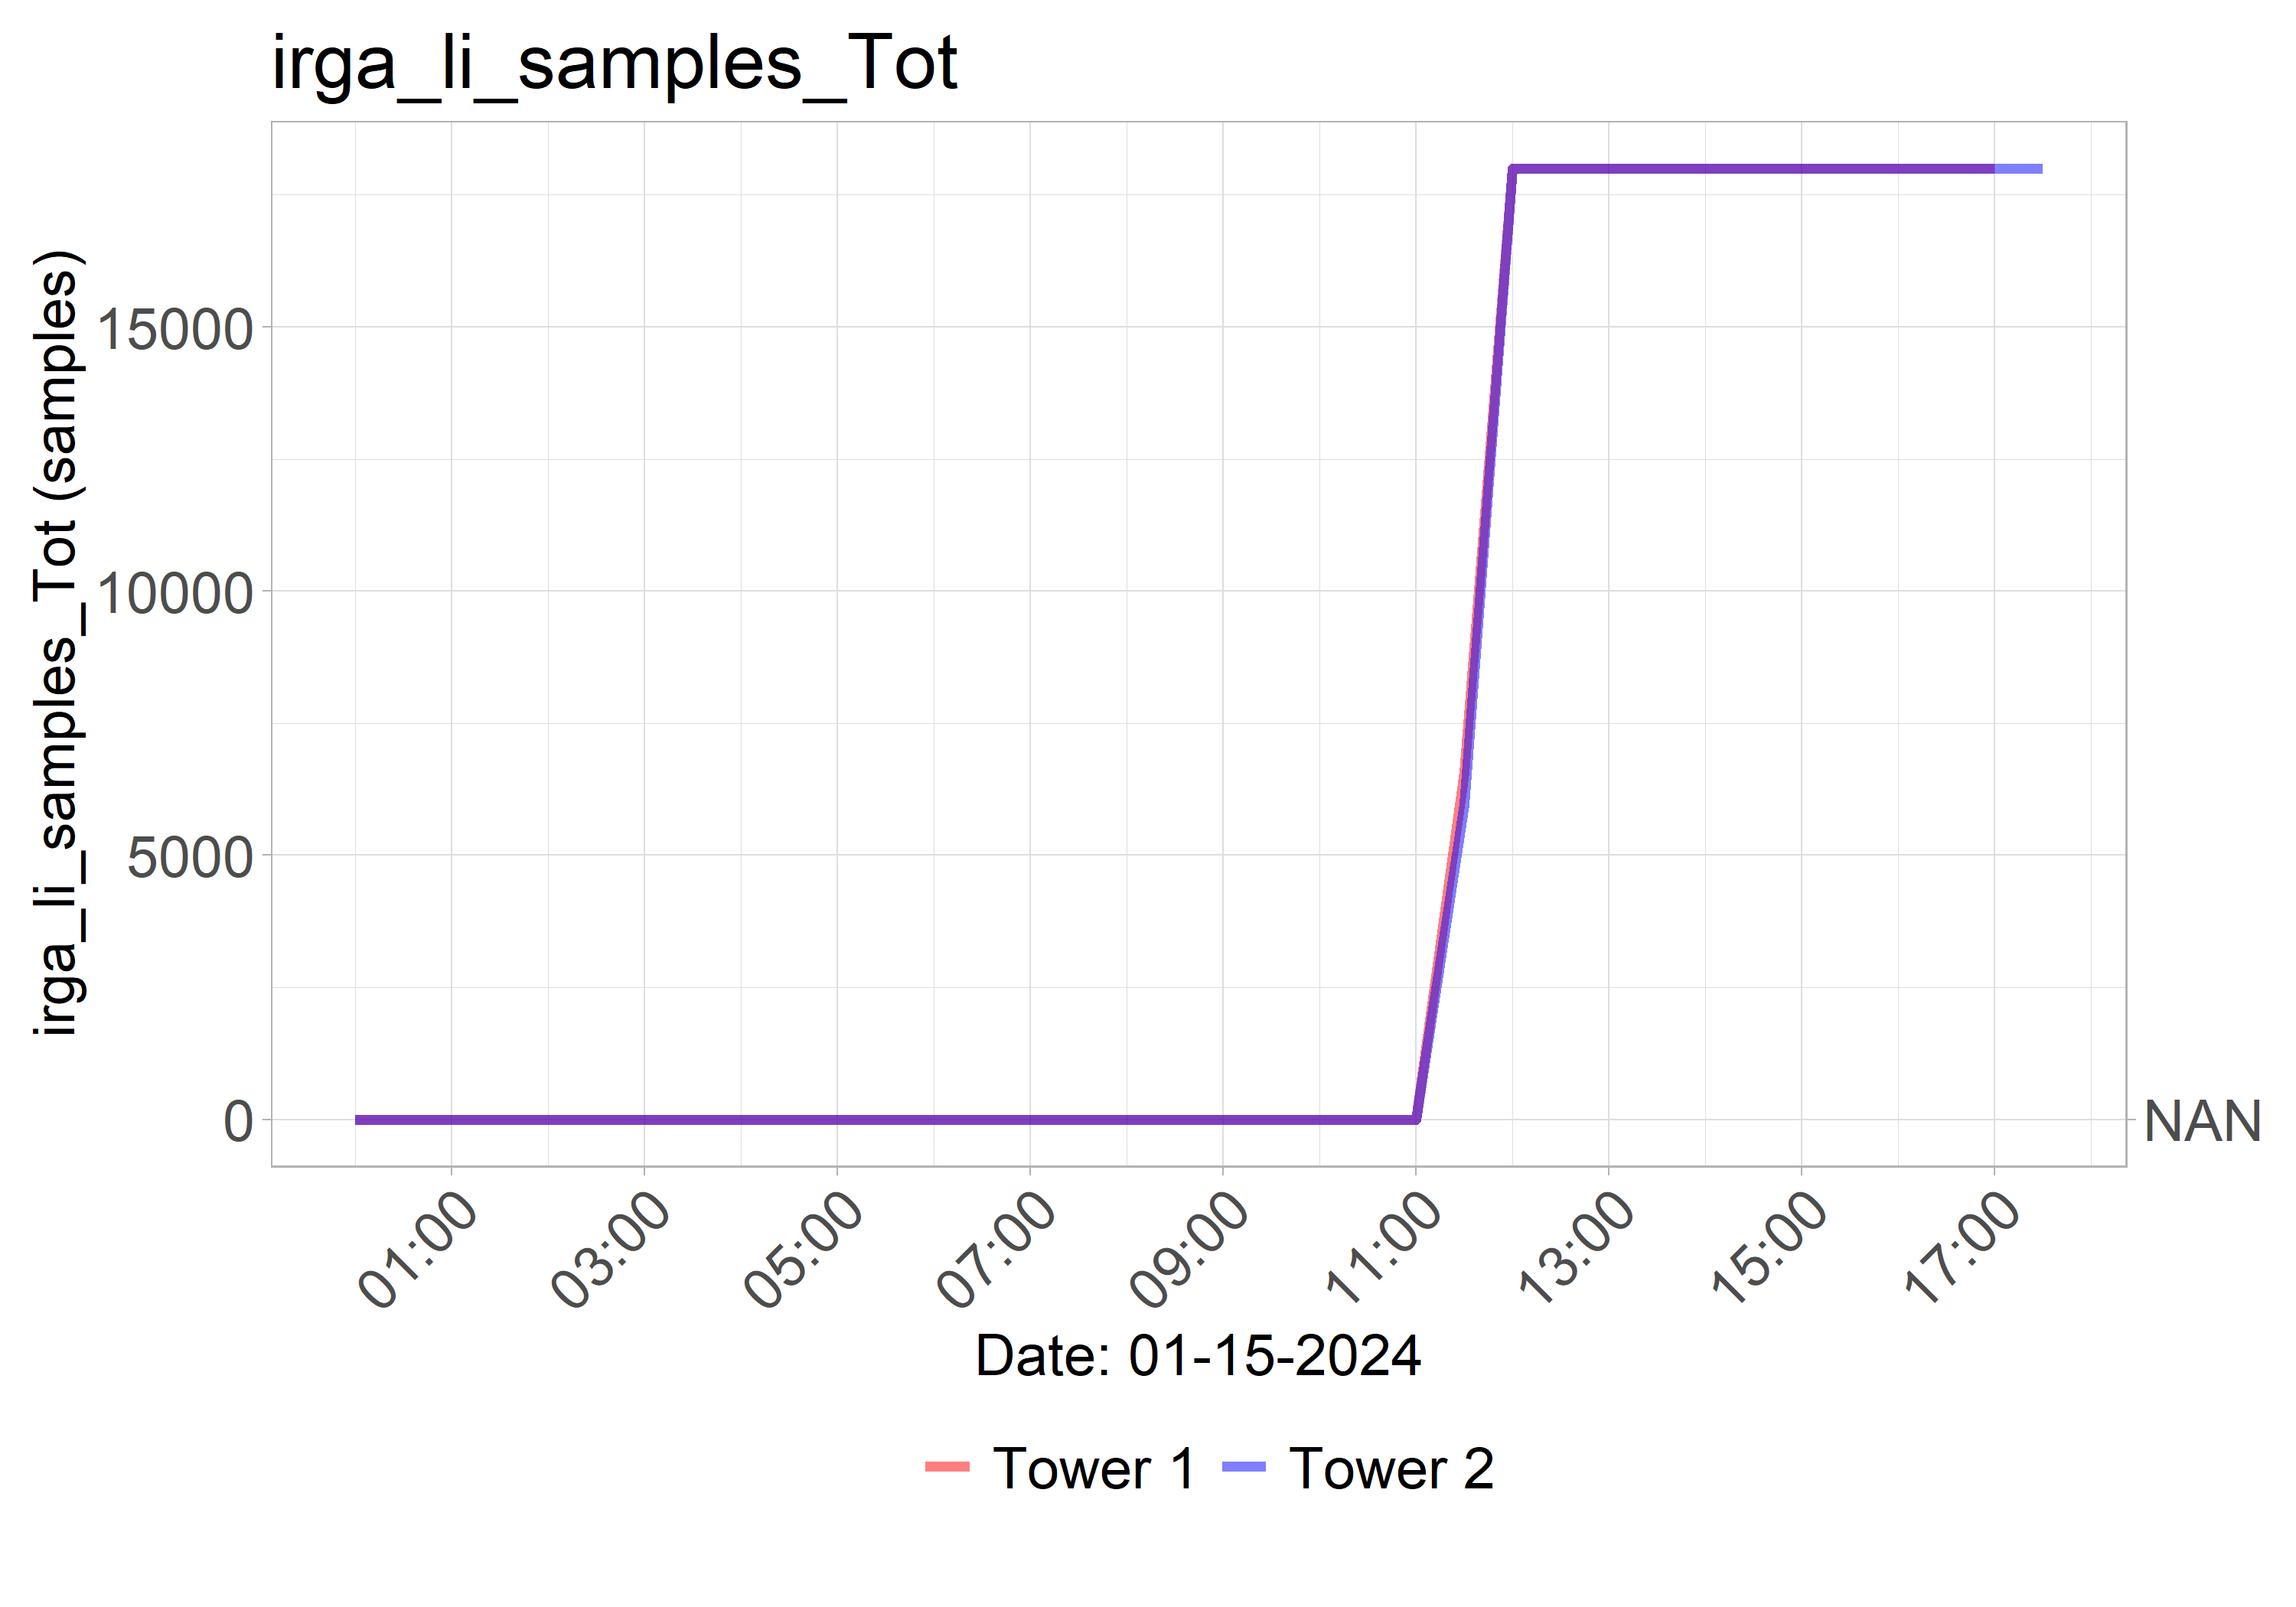 irga_li_samples_Tot
irga_li_samples_Tot (samples)
15000
10000
5000
0
NAN
01:00
03:00
05:00
07:00
09:00
11:00
13:00
15:00
17:00
Date: 01-15-2024
Tower 1
Tower 2